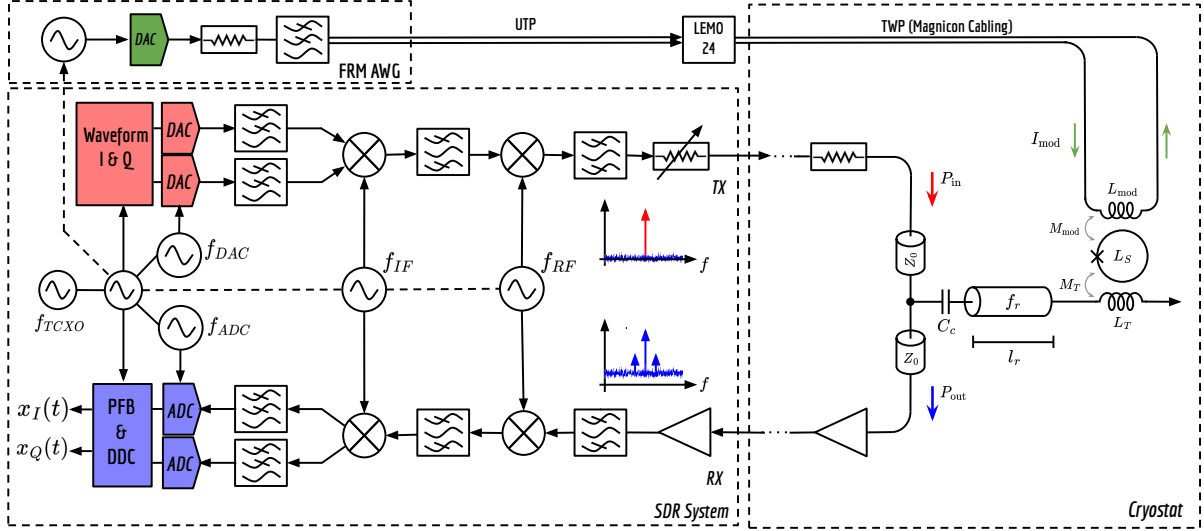 DAC
FRM AWG
UTP
LEMO
24
TWP (Magnicon Cabling)
I_mod
L_mod
M_mod
L_S
M_T
L_T
Waveform
I & Q
DAC
DAC
TX
P_in
Z_0
f_DAC
f_IF
f_RF
f
f_TCXO
f_ADC
C_c
f_r
l_r
Z_0
f
P_out
x_I(t)
x_Q(t)
PFB
&
DDC
ADC
ADC
RX
SDR System
Cryostat